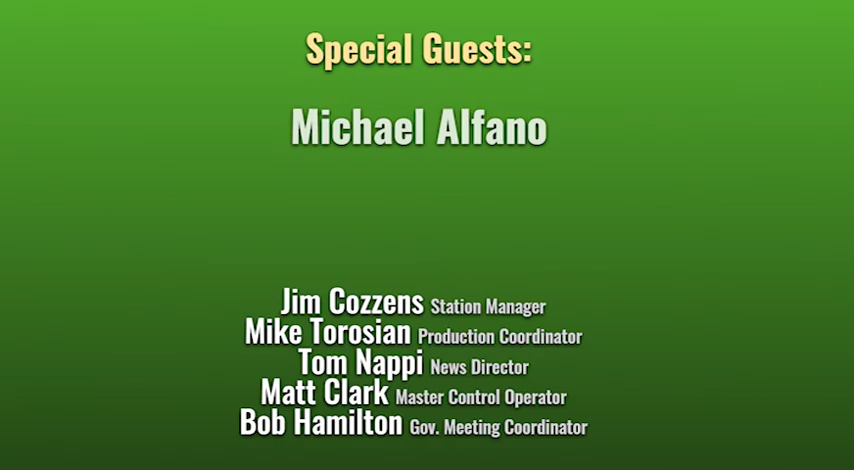 Special Guests:
Michael Alfano
Jim Cozzens Station Manager
Mike Torosian Production Coordinator
Tom Nappi News Director
Matt Clark Master Control Operator
Bob Hamilton Gov. Meeting Coordinator